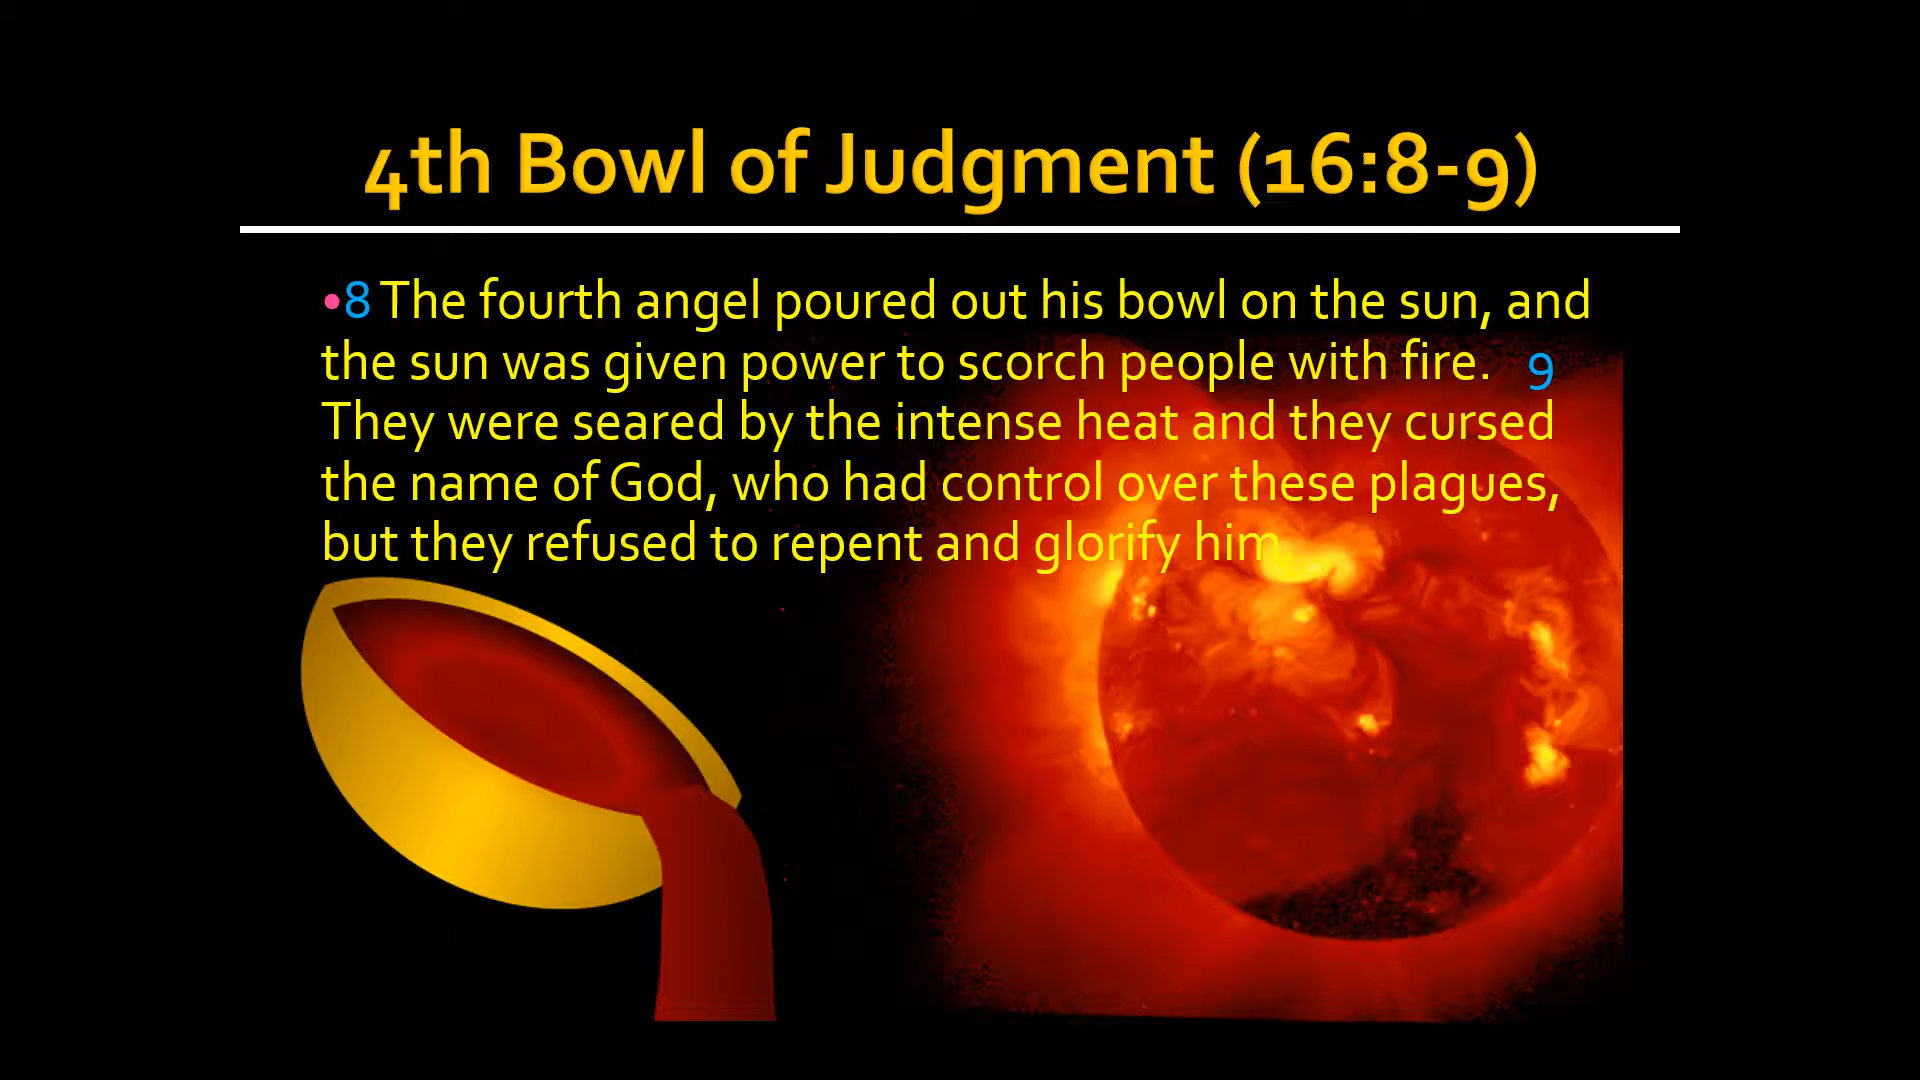 4th Bowl of Judgment (16:8-9)
•8 The fourth angel poured out his bowl on the sun, and
the sun was given power to scorch people with fire. 9
They were seared by the intense heat and they cursed
the name of God, who had control over these plagues,
but they refused to repent and glorify him.